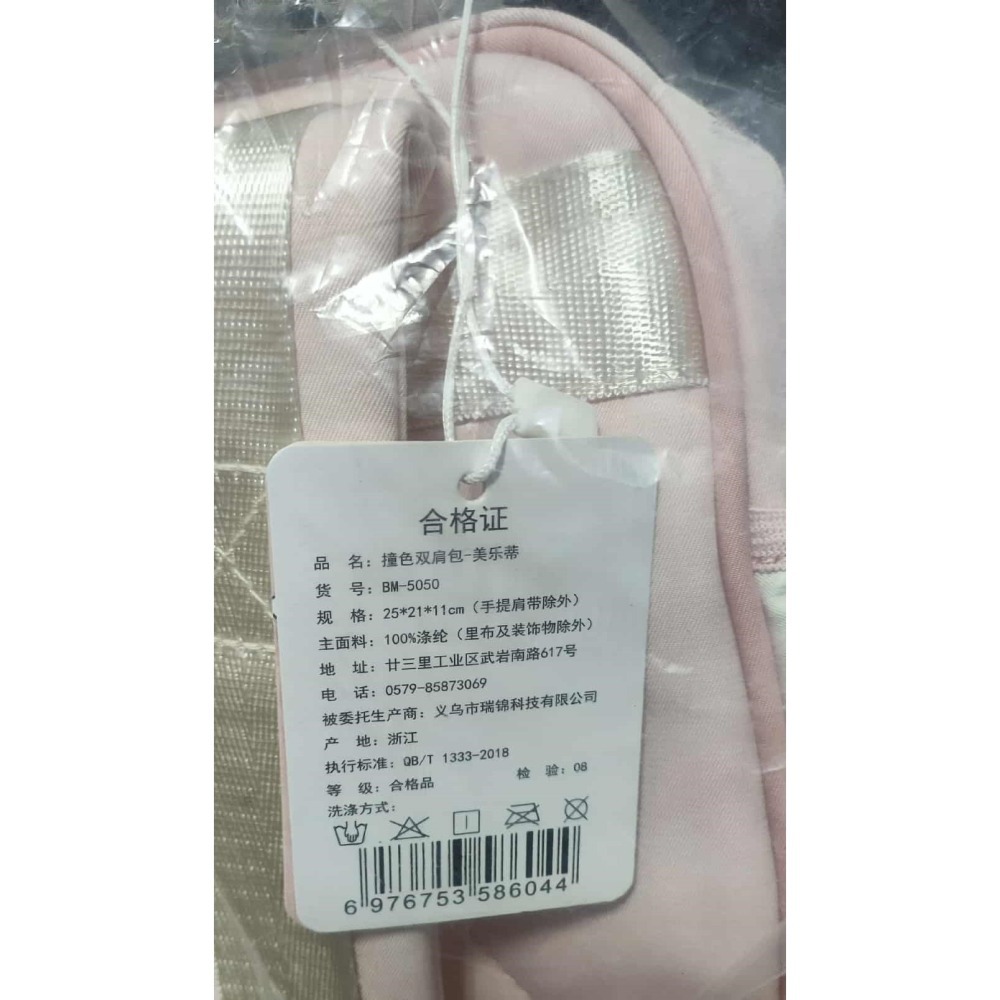 合格证
品 名：撞色双肩包-美乐蒂
货 号：BM-5050
规 格：25*21*11cm（手提肩带除外）
主面料：100%涤纶（里布及装饰物除外）
地 址：廿三里工业区武岩南路617号
电 话：0579-85873069
被委托生产商：义乌市瑞锦科技有限公司
产 地：浙江
执行标准：QB/T 1333-2018
等 级：合格品 检 验：08
洗涤方式：
6 976753 586044